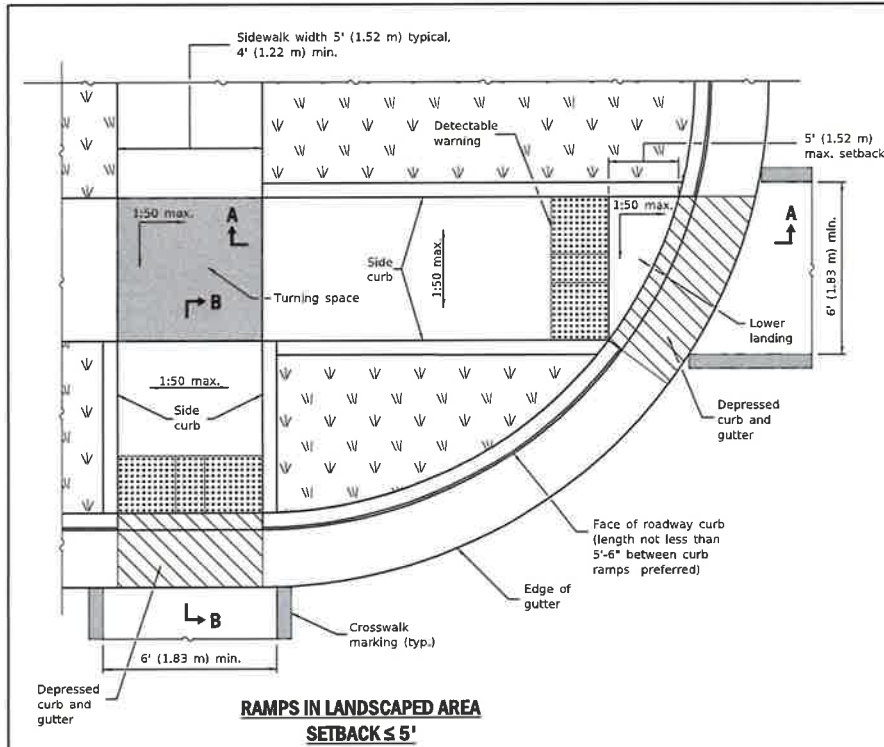 Sidewalk width 5' (1.52 m) typical,
4' (1.22 m) min.
Detectable
warning
5' (1.52 m)
max. setback
1:50 max.
A
Side
curb
1:50
max.
1:50 max.
A
6' (1.83 m) min.
B
Turning space
Lower
landing
1:50 max.
Side
curb
Depressed
curb and
gutter
Face of roadway curb
(length not less than
5'-6" between curb
ramps preferred)
Edge of
gutter
B
Crosswalk
marking (typ.)
6' (1.83 m) min.
Depressed
curb and
gutter
RAMPS IN LANDSCAPED AREA
SETBACK ≤ 5'